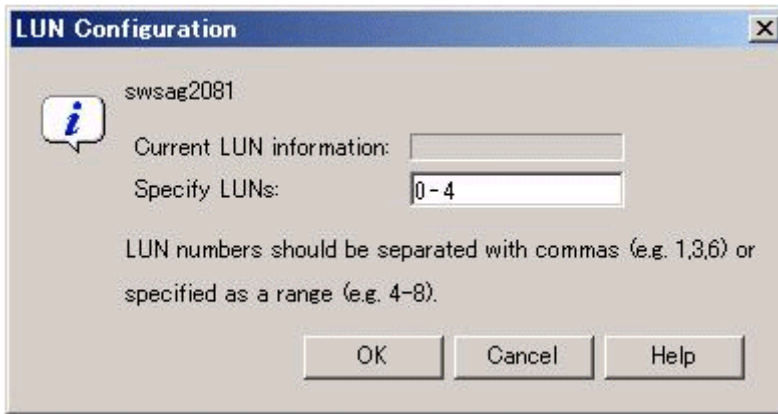 LUN Configuration
swsag2081
Current LUN information:
Specify LUNs: 0-4
LUN numbers should be separated with commas (e.g. 1,3,6) or
specified as a range (e.g. 4-8).
OK Cancel Help